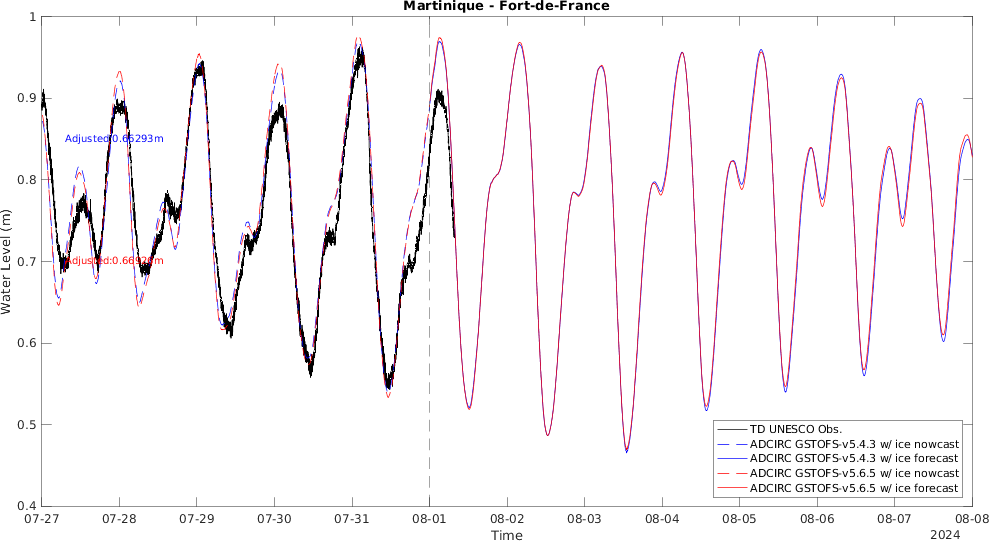 Martinique - Fort-de-France
Water Level (m)
1
0.9
0.8
0.7
0.6
0.5
0.4
Adjusted:0.66293m
07-27
07-28
07-29
07-30
07-31
08-01
08-02
08-03
08-04
08-05
08-06
08-07
08-08
Time
2024
TD UNESCO Obs.
ADCIRC GSTOFS-v5.4.3 w/ ice nowcast
ADCIRC GSTOFS-v5.4.3 w/ ice forecast
ADCIRC GSTOFS-v5.6.5 w/ ice nowcast
ADCIRC GSTOFS-v5.6.5 w/ ice forecast